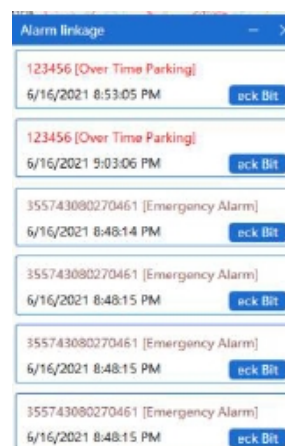 Alarm linkage
123456 [Over Time Parking]
6/16/2021 8:53:05 PM eck Bit
123456 [Over Time Parking]
6/16/2021 9:03:06 PM eck Bit
355743080270461 [Emergency Alarm]
6/16/2021 8:48:14 PM eck Bit
355743080270461 [Emergency Alarm]
6/16/2021 8:48:15 PM eck Bit
355743080270461 [Emergency Alarm]
6/16/2021 8:48:15 PM eck Bit
355743080270461 [Emergency Alarm]
6/16/2021 8:48:15 PM eck Bit